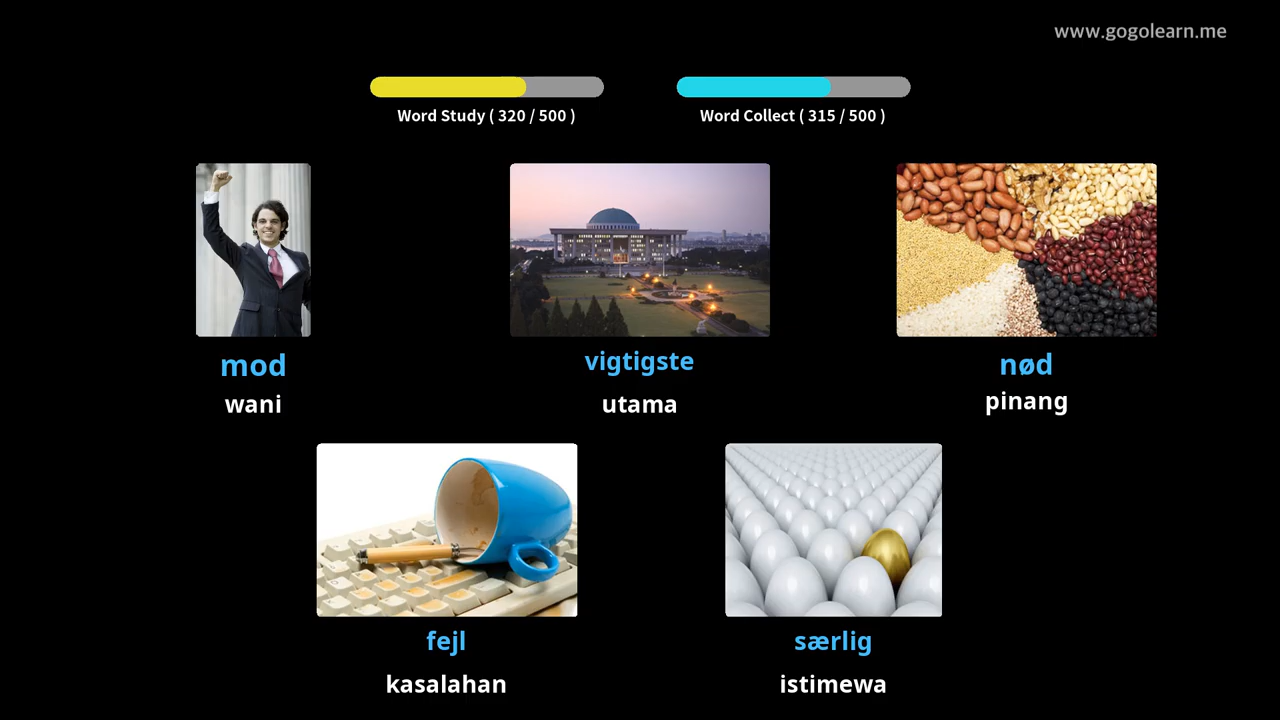 www.gogolearn.me
Word Study ( 320 / 500 )
Word Collect ( 315 / 500 )
mod
wani
vigtigste
utama
nød
pinang
fejl
kasalahan
særlig
istimewa